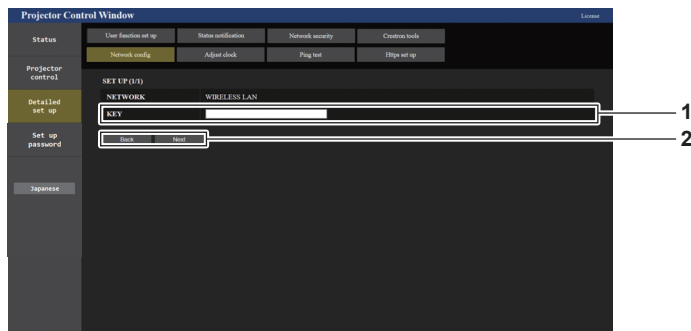 Projector Control Window License
Status
User function set up Status notification Network security Crestron tools
Network config Adjust clock Ping test Https set up
Projector
control
SET UP (1/1)
NETWORK WIRELESS LAN
KEY
1
Back Next
2
Detailed
set up
Set up
password
Japanese